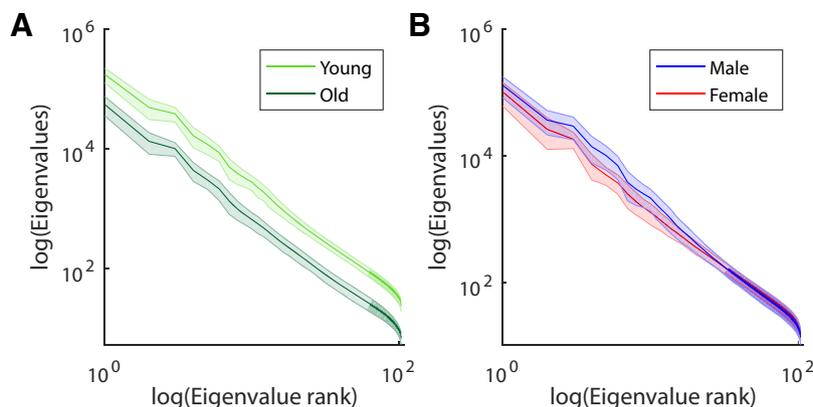 A
10^6
10^4
10^2
log(Eigenvalues)
Young
Old
10^0
10^2
log(Eigenvalue rank)
B
10^6
10^4
10^2
log(Eigenvalues)
Male
Female
10^0
10^2
log(Eigenvalue rank)